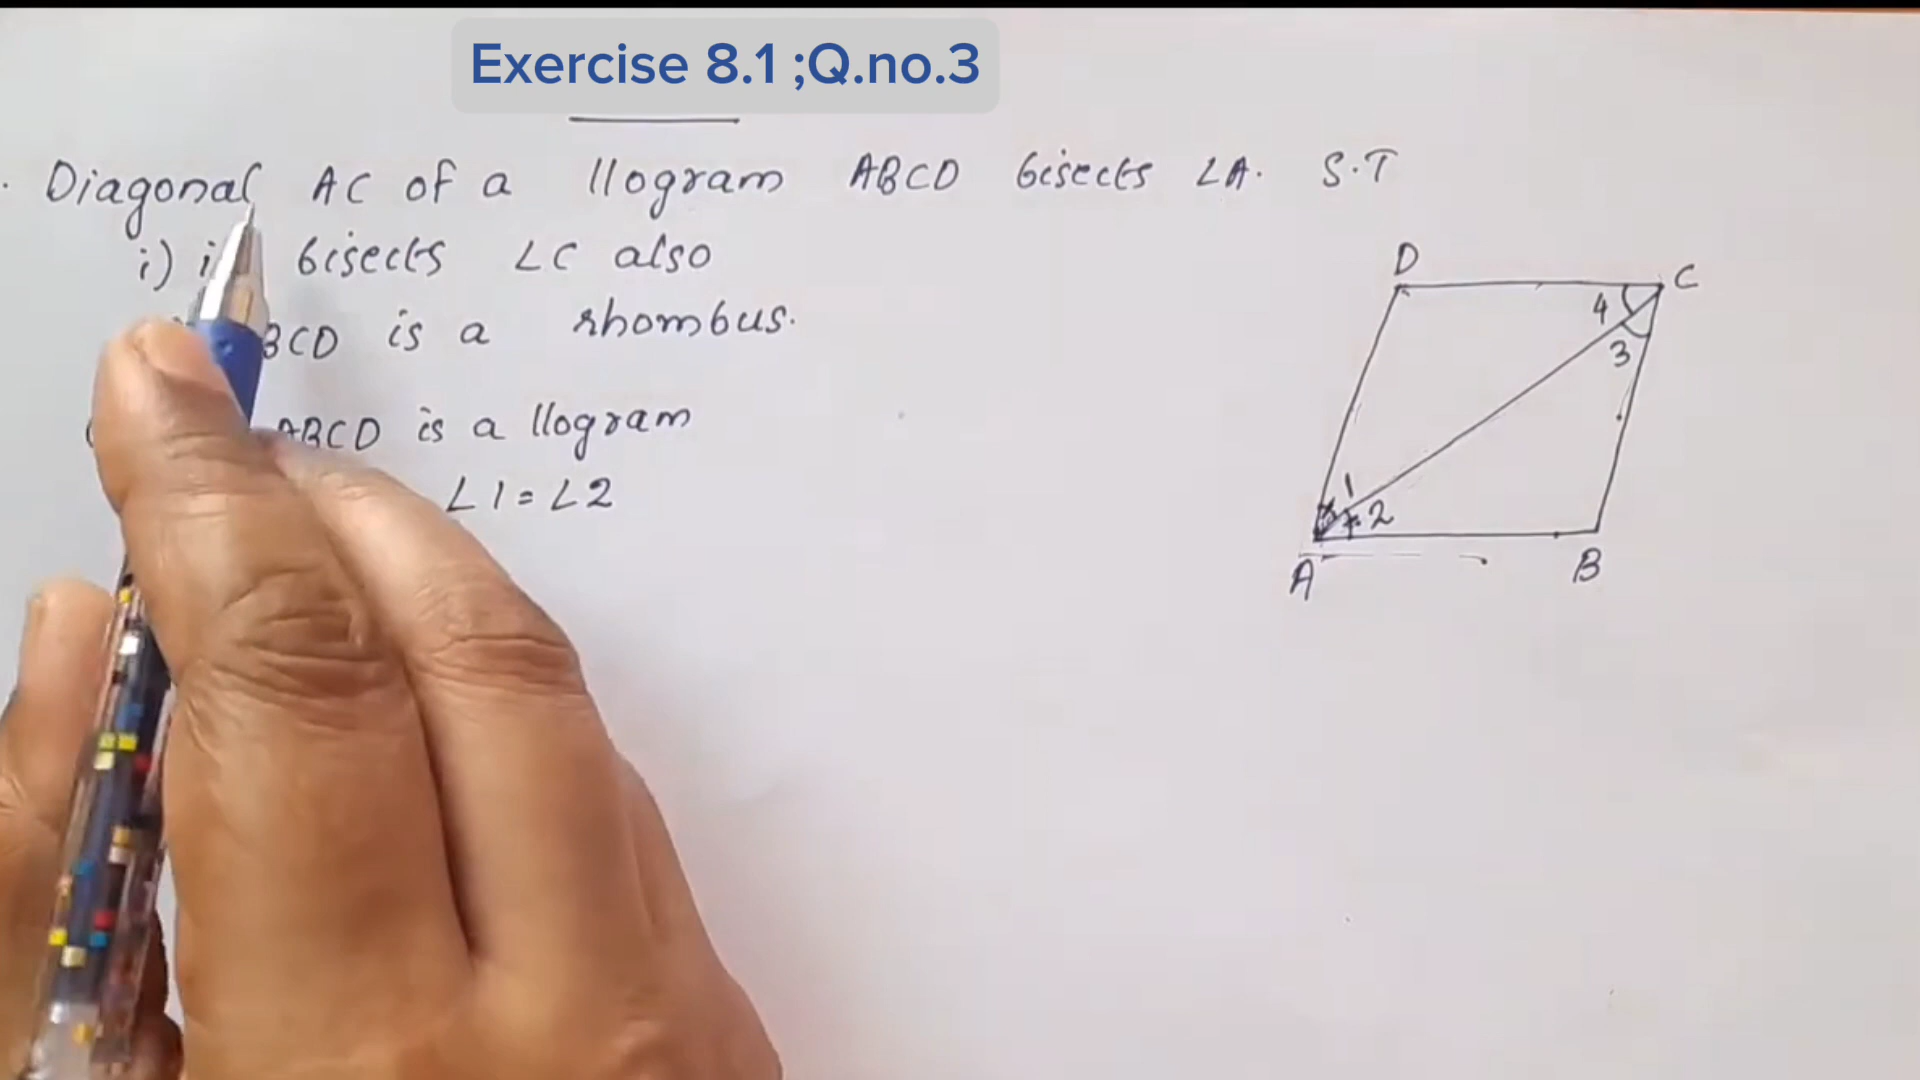 Exercise 8.1 ;Q.no.3
Diagonal AC of a llogram ABCD bisects ∠A. S.T
i) bisects ∠C also
BCD is a rhombus.
ABCD is a llogram
∠1 = ∠2
D
C
4
3
1
2
A
B